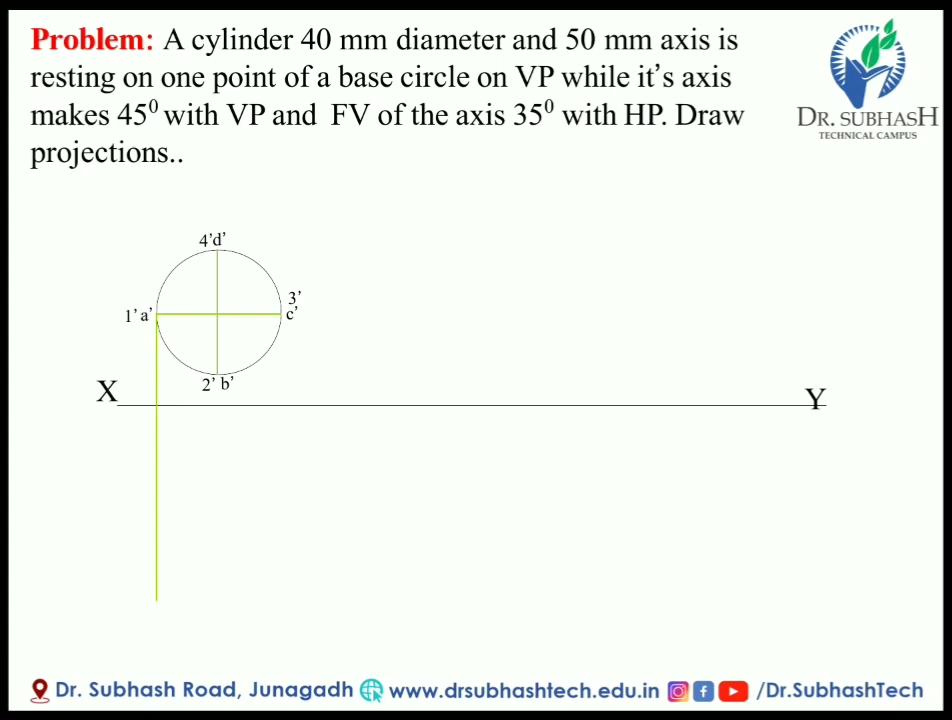 Problem: A cylinder 40 mm diameter and 50 mm axis is
resting on one point of a base circle on VP while it’s axis
makes 45⁰ with VP and FV of the axis 35⁰ with HP. Draw
projections..
DR. SUBHASH
TECHNICAL CAMPUS
4’d’
3’
1’a’
c’
2’ b’
X
Y
Dr. Subhash Road, Junagadh www.drsubhashtech.edu.in /Dr.SubhashTech